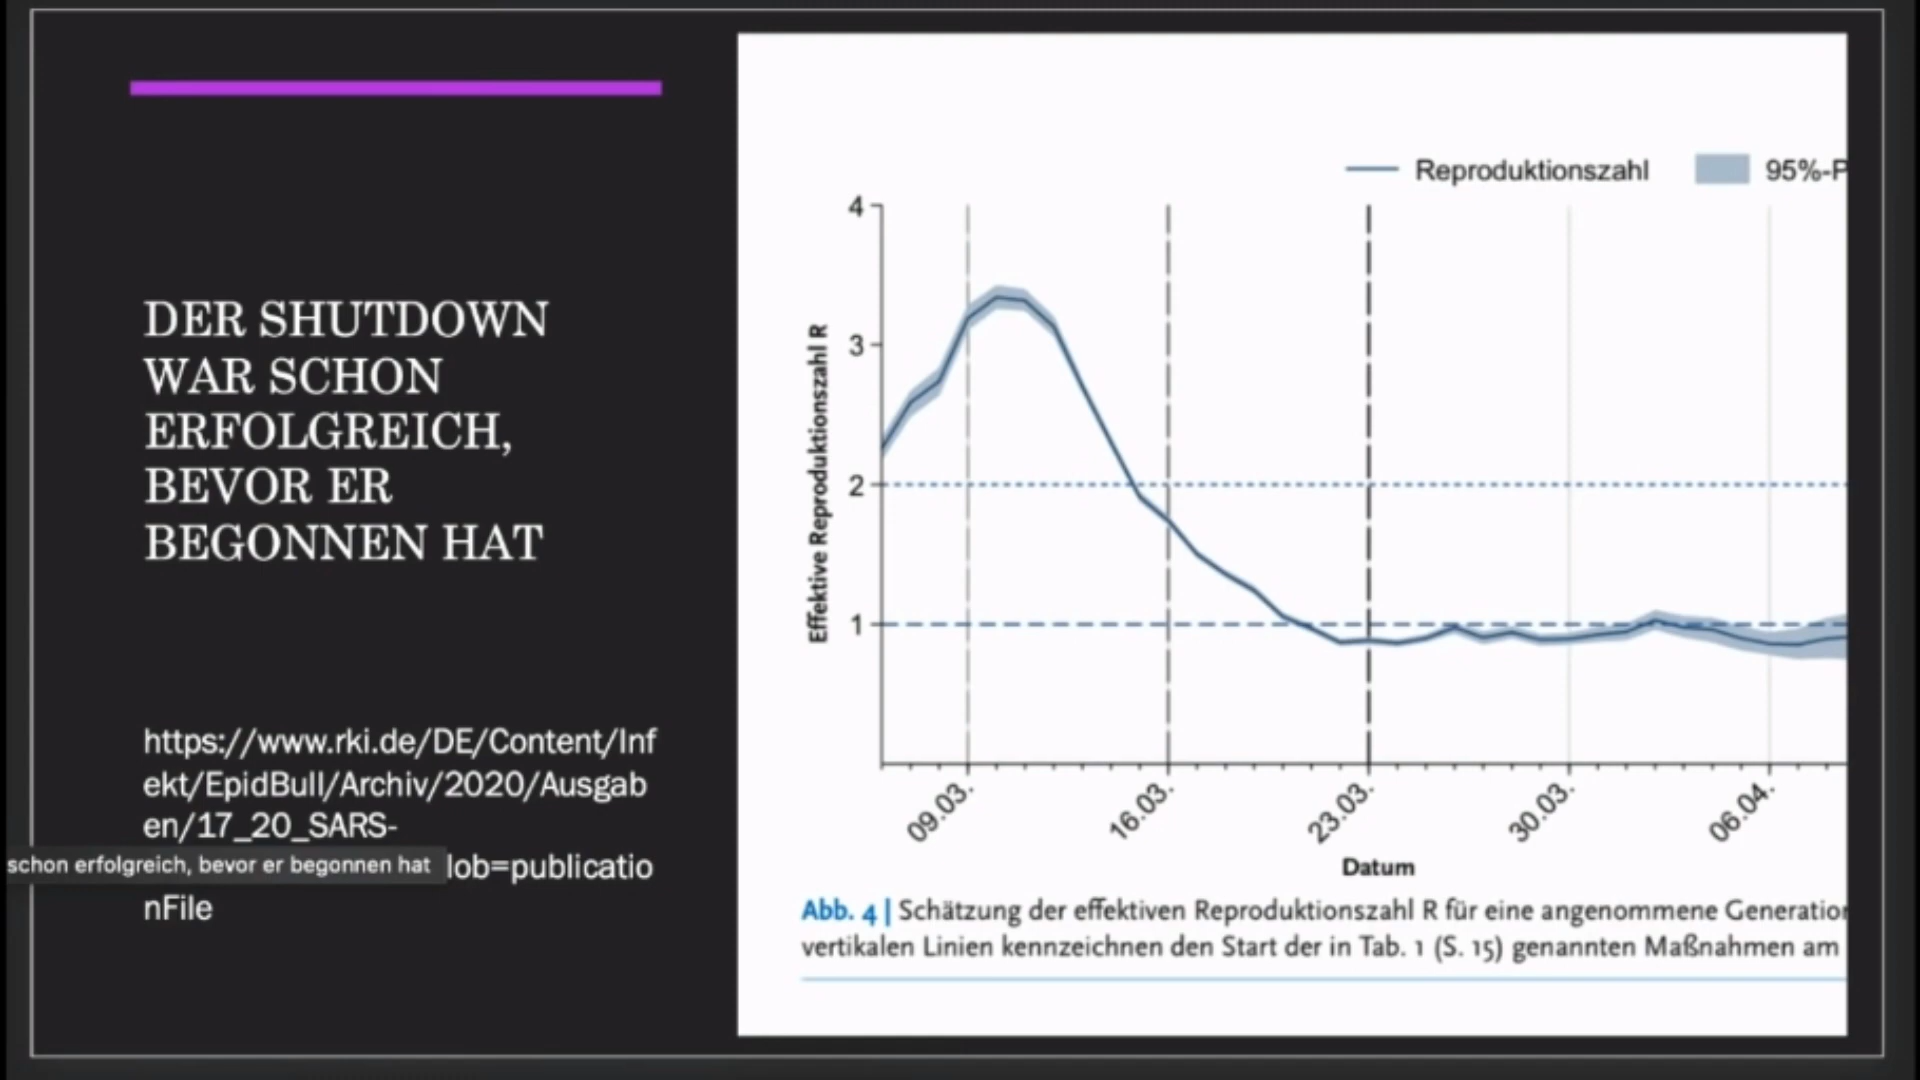 DER SHUTDOWN
WAR SCHON
ERFOLGREICH,
BEVOR ER
BEGONNEN HAT
https://www.rki.de/DE/Content/Inf
ekt/EpidBull/Archiv/2020/Ausgab
en/17_20_SARS-
lob=publicatio
nFile
schon erfolgreich, bevor er begonnen hat
Reproduktionszahl
95%-P
Effektive Reproduktionszahl R
4
3
2
1
09.03.
16.03.
23.03.
30.03.
06.04.
Datum
Abb. 4 | Schätzung der effektiven Reproduktionszahl R für eine angenommene Generation
vertikalen Linien kennzeichnen den Start der in Tab. 1 (S. 15) genannten Maßnahmen am